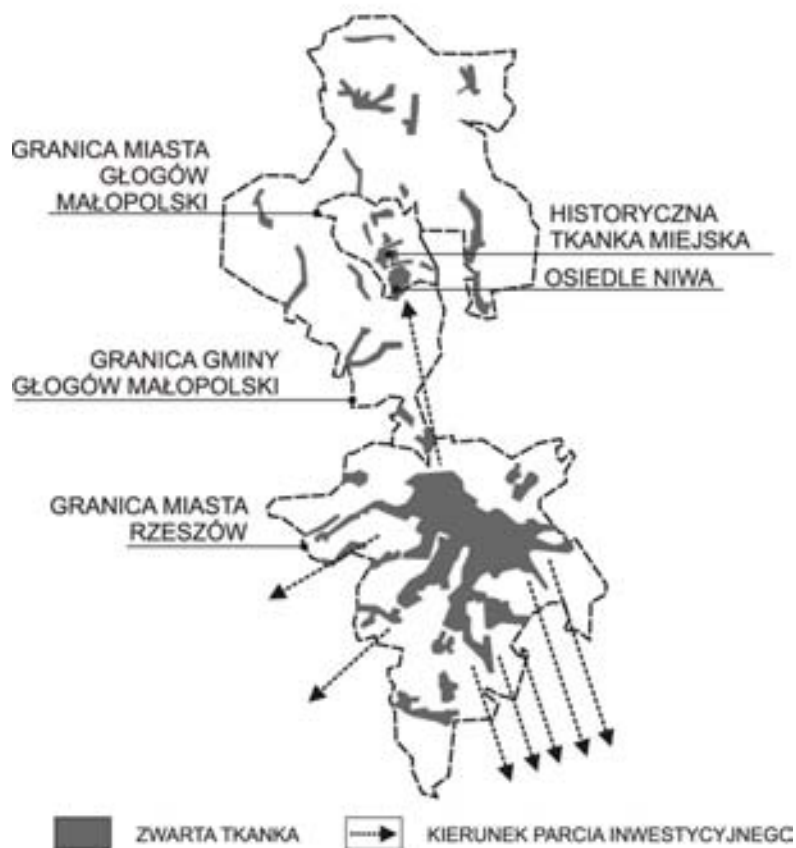 GRANICA MIASTA
GŁOGÓW
MAŁOPOLSKI
HISTORYCZNA
TKANKA MIEJSKA
OSIEDLE NIWA
GRANICA GMINY
GŁOGÓW MAŁOPOLSKI
GRANICA MIASTA
RZESZÓW
ZWARTA TKANKA
KIERUNEK PARCIA INWESTYCYJNEGO